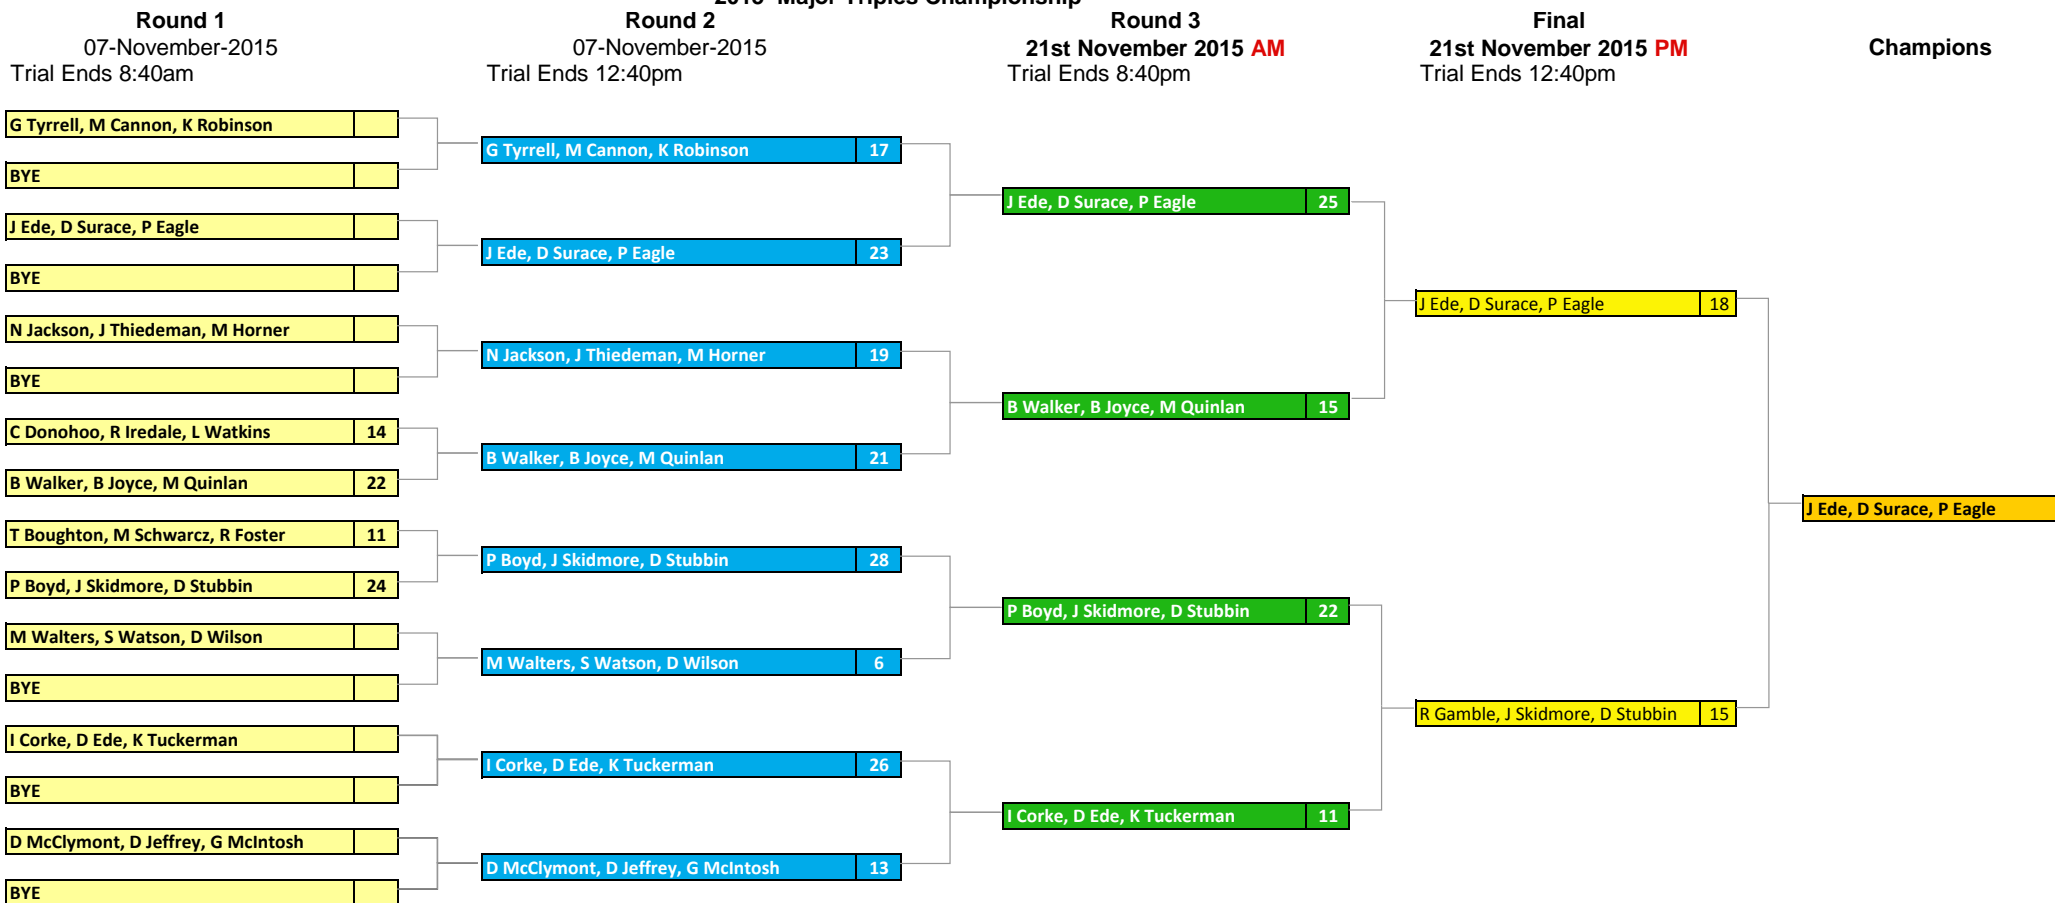 2015 Major Triples Championship
Round 1
07-November-2015
Trial Ends 8:40am
Round 2
07-November-2015
Trial Ends 12:40pm
Round 3
21st November 2015 AM
Trial Ends 8:40pm
Final
21st November 2015 PM
Trial Ends 12:40pm
Champions
G Tyrrell, M Cannon, K Robinson
BYE
J Ede, D Surace, P Eagle
BYE
N Jackson, J Thiedeman, M Horner
BYE
C Donohoo, R Iredale, L Watkins 14
B Walker, B Joyce, M Quinlan 22
T Boughton, M Schwarcz, R Foster 11
P Boyd, J Skidmore, D Stubbin 24
M Walters, S Watson, D Wilson
BYE
I Corke, D Ede, K Tuckerman
BYE
D McClymont, D Jeffrey, G McIntosh
BYE
G Tyrrell, M Cannon, K Robinson 17
J Ede, D Surace, P Eagle 23
N Jackson, J Thiedeman, M Horner 19
B Walker, B Joyce, M Quinlan 21
P Boyd, J Skidmore, D Stubbin 28
M Walters, S Watson, D Wilson 6
I Corke, D Ede, K Tuckerman 26
D McClymont, D Jeffrey, G McIntosh 13
J Ede, D Surace, P Eagle 25
B Walker, B Joyce, M Quinlan 15
P Boyd, J Skidmore, D Stubbin 22
I Corke, D Ede, K Tuckerman 11
J Ede, D Surace, P Eagle 18
R Gamble, J Skidmore, D Stubbin 15
J Ede, D Surace, P Eagle